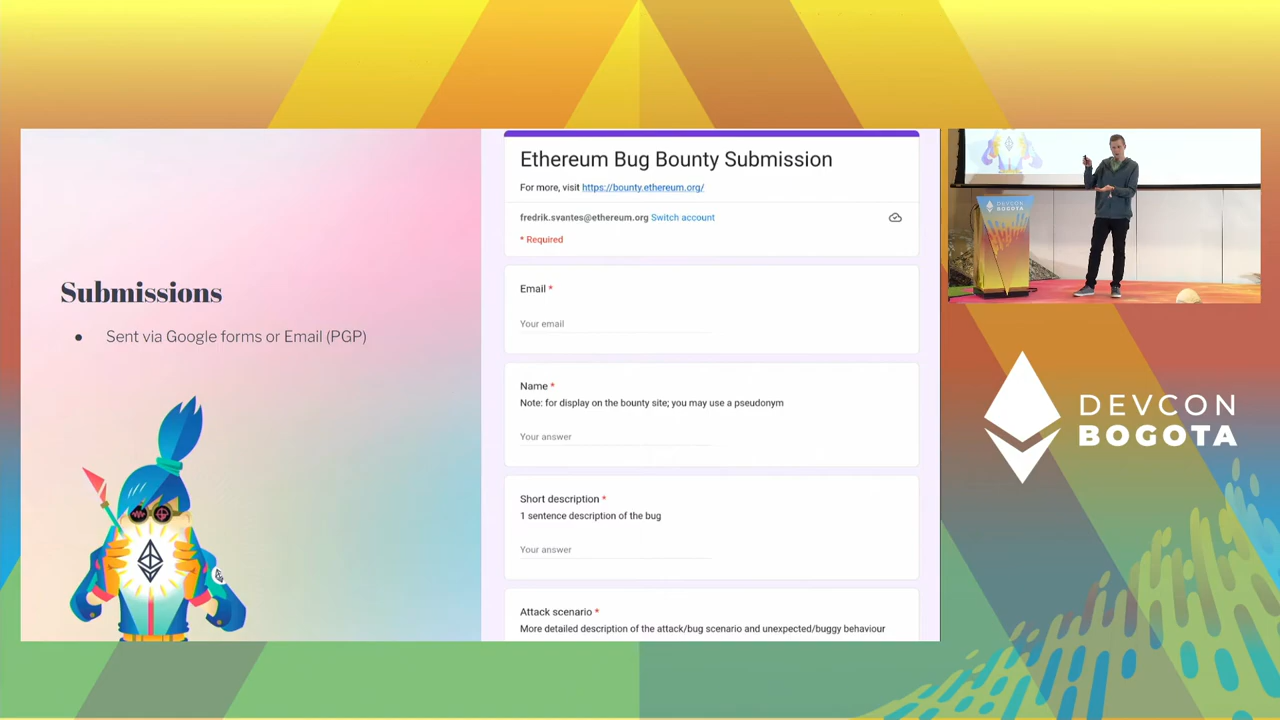 Submissions
● Sent via Google forms or Email (PGP)
Ethereum Bug Bounty Submission
For more, visit https://bounty.ethereum.org/
fredrik.svantes@ethereum.org Switch account
* Required
Email *
Your email
Name *
Note: for display on the bounty site; you may use a pseudonym
Your answer
Short description *
1 sentence description of the bug
Your answer
Attack scenario *
More detailed description of the attack/bug scenario and unexpected/buggy behaviour
DEVCON
BOGOTA
DEVCON
BOGOTA